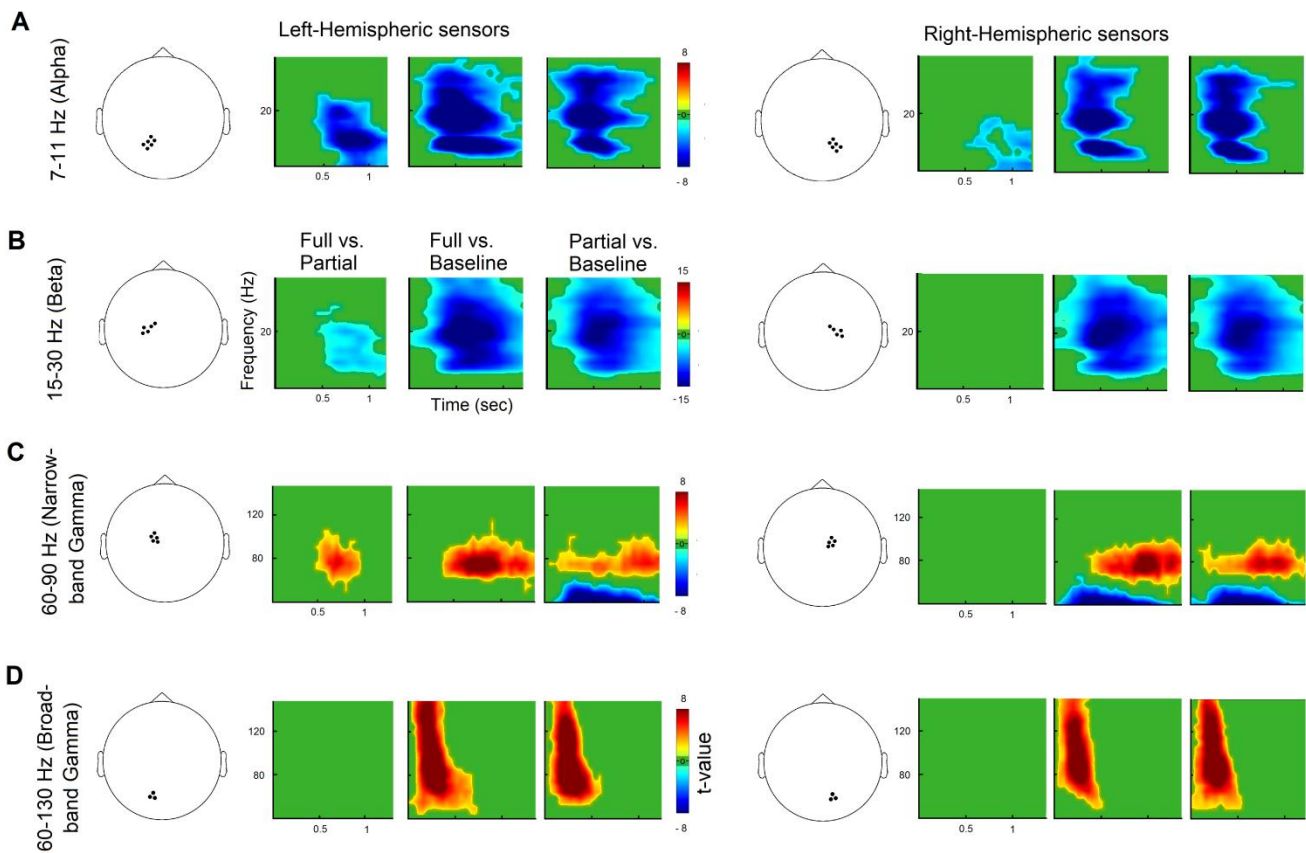 A
7-11 Hz (Alpha)
Left-Hemispheric sensors
Right-Hemispheric sensors
20
0.5
1
8
0
- 8
20
0.5
1
B
15-30 Hz (Beta)
Full vs.
Partial
Full vs.
Baseline
Partial vs.
Baseline
Frequency (Hz)
20
0.5
1
Time (sec)
15
0
- 15
20
0.5
1
C
60-90 Hz (Narrow-
band Gamma)
120
80
0.5
1
8
0
- 8
120
80
0.5
1
D
60-130 Hz (Broad-
band Gamma)
120
80
0.5
1
8
0
- 8
t-value
120
80
0.5
1